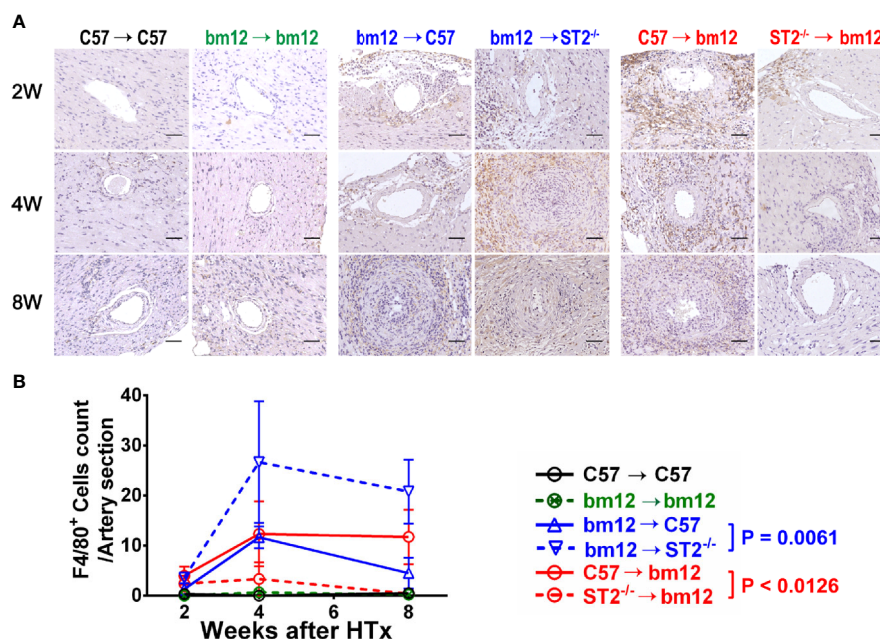 A
C57 → C57 bm12 → bm12 bm12 → C57 bm12 → ST2⁻/⁻ C57 → bm12 ST2⁻/⁻ → bm12
2W
4W
8W
B
F4/80⁺ Cells count
/Artery section
40
30
20
10
0
2 4 6 8
Weeks after HTx
C57 → C57
bm12 → bm12
bm12 → C57
bm12 → ST2⁻/⁻
P = 0.0061
C57 → bm12
ST2⁻/⁻ → bm12
P < 0.0126